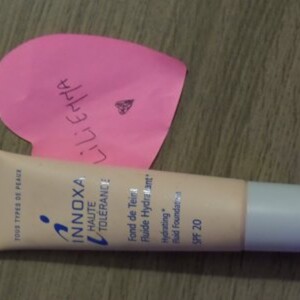 LiLiEMMA
TOUS TYPES DE PEAUX
INNOXA
HAUTE
TOLÉRANCE
Fond de Teint
Fluide Hydratant*
Hydrating*
Fluid Foundation
SPF 20